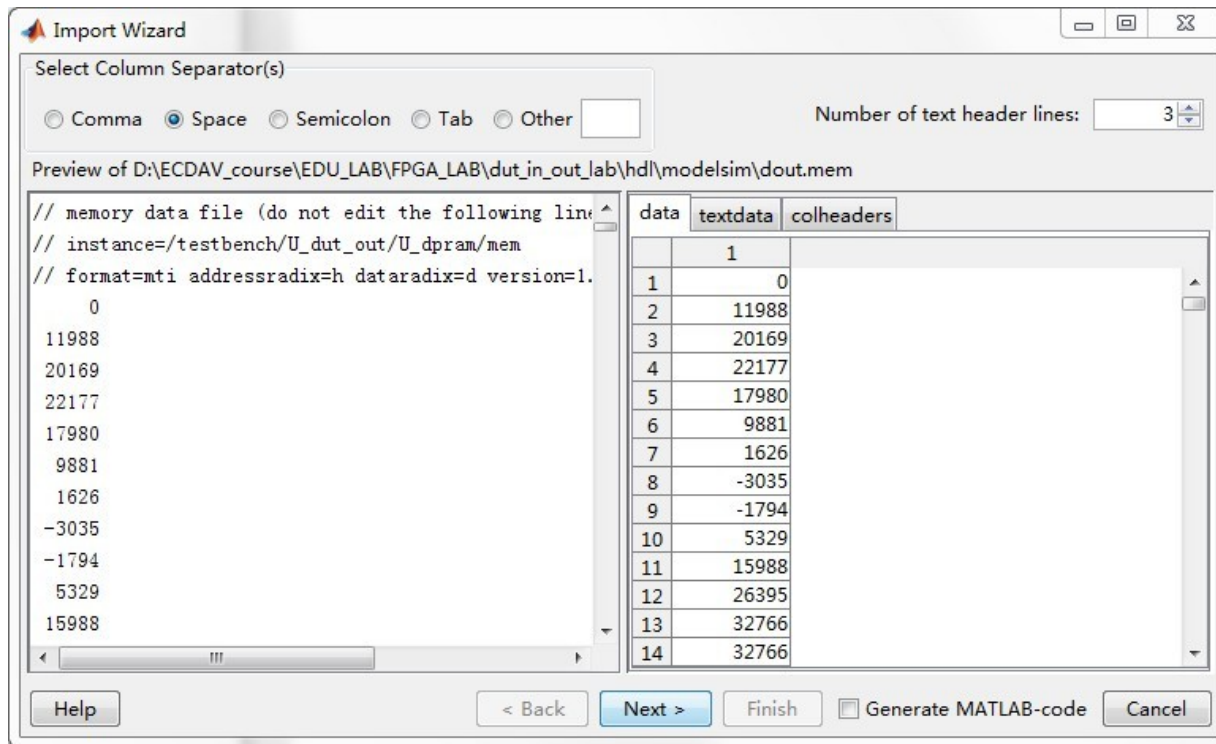 Import Wizard
Select Column Separator(s)
Comma Space Semicolon Tab Other
Number of text header lines: 3
Preview of D:\ECDAV_course\EDU_LAB\FPGA_LAB\dut_in_out_lab\hdl\modelsim\dout.mem
// memory data file (do not edit the following line
// instance=/testbench/U_dut_out/U_dpram/mem
// format=mti addressradix=h dataradix=d version=1.
0
11988
20169
22177
17980
9881
1626
-3035
-1794
5329
15988
data textdata colheaders
1
1 0
2 11988
3 20169
4 22177
5 17980
6 9881
7 1626
8 -3035
9 -1794
10 5329
11 15988
12 26395
13 32766
14 32766
Help < Back Next > Finish Generate MATLAB-code Cancel